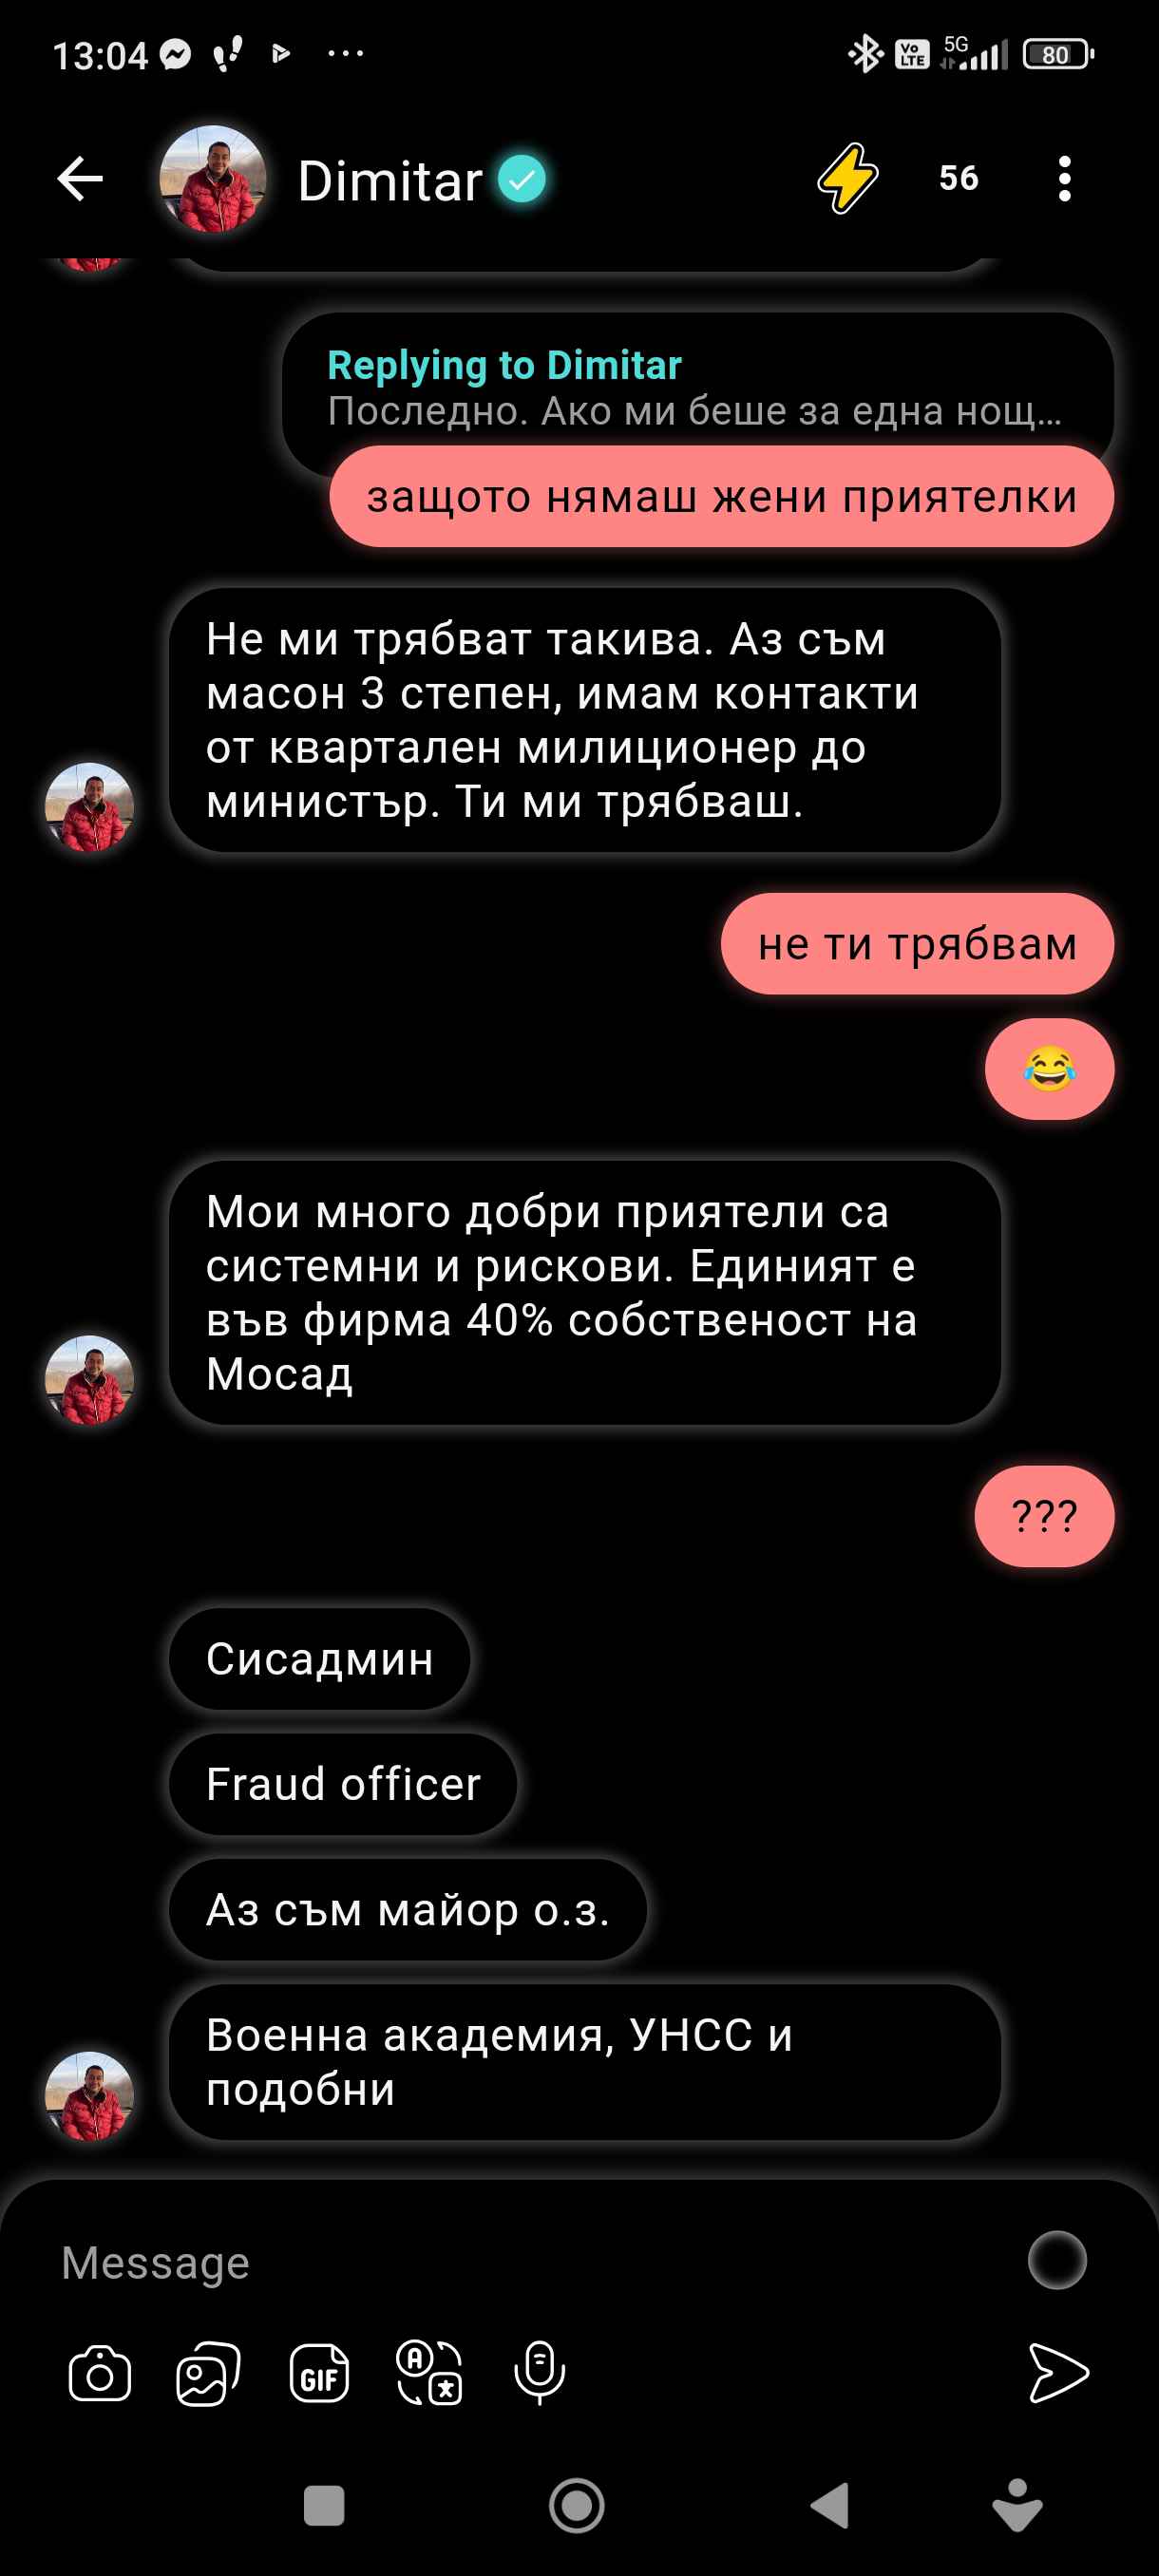 13:04
VoLTE
5G
80
Dimitar
56
Replying to Dimitar
Последно. Ако ми беше за една нощ...
защото нямаш жени приятелки
Не ми трябват такива. Аз съм
масон 3 степен, имам контакти
от квартален милиционер до
министър. Ти ми трябваш.
не ти трябвам
😂
Мои много добри приятели са
системни и рискови. Единият е
във фирма 40% собственост на
Мосад
???
Сисадмин
Fraud officer
Аз съм майор о.з.
Военна академия, УНСС и
подобни
Message
GIF
A